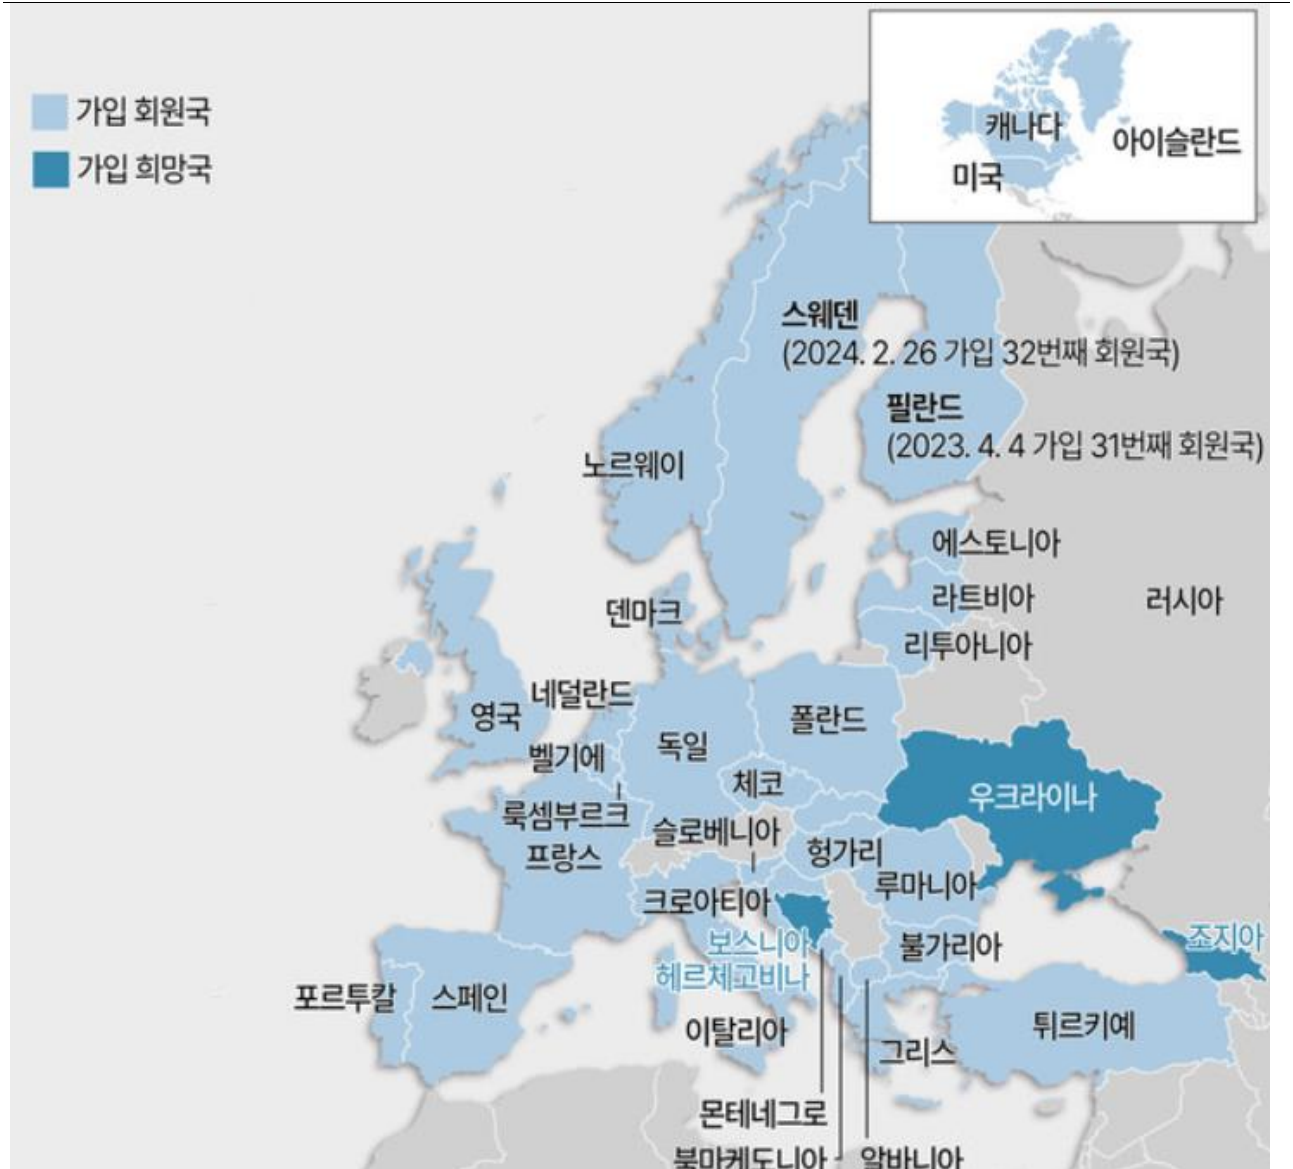 가입 회원국
가입 희망국
캐나다
아이슬란드
미국
스웨덴
(2024. 2. 26 가입 32번째 회원국)
필란드
(2023. 4. 4 가입 31번째 회원국)
노르웨이
에스토니아
라트비아
러시아
덴마크
리투아니아
네덜란드
영국
폴란드
독일
벨기에
체코
우크라이나
룩셈부르크
슬로베니아
프랑스
헝가리
루마니아
크로아티아
보스니아
헤르체고비나
불가리아
조지아
포르투칼
스페인
이탈리아
튀르키예
그리스
몬테네그로
북마케도니아
알바니아